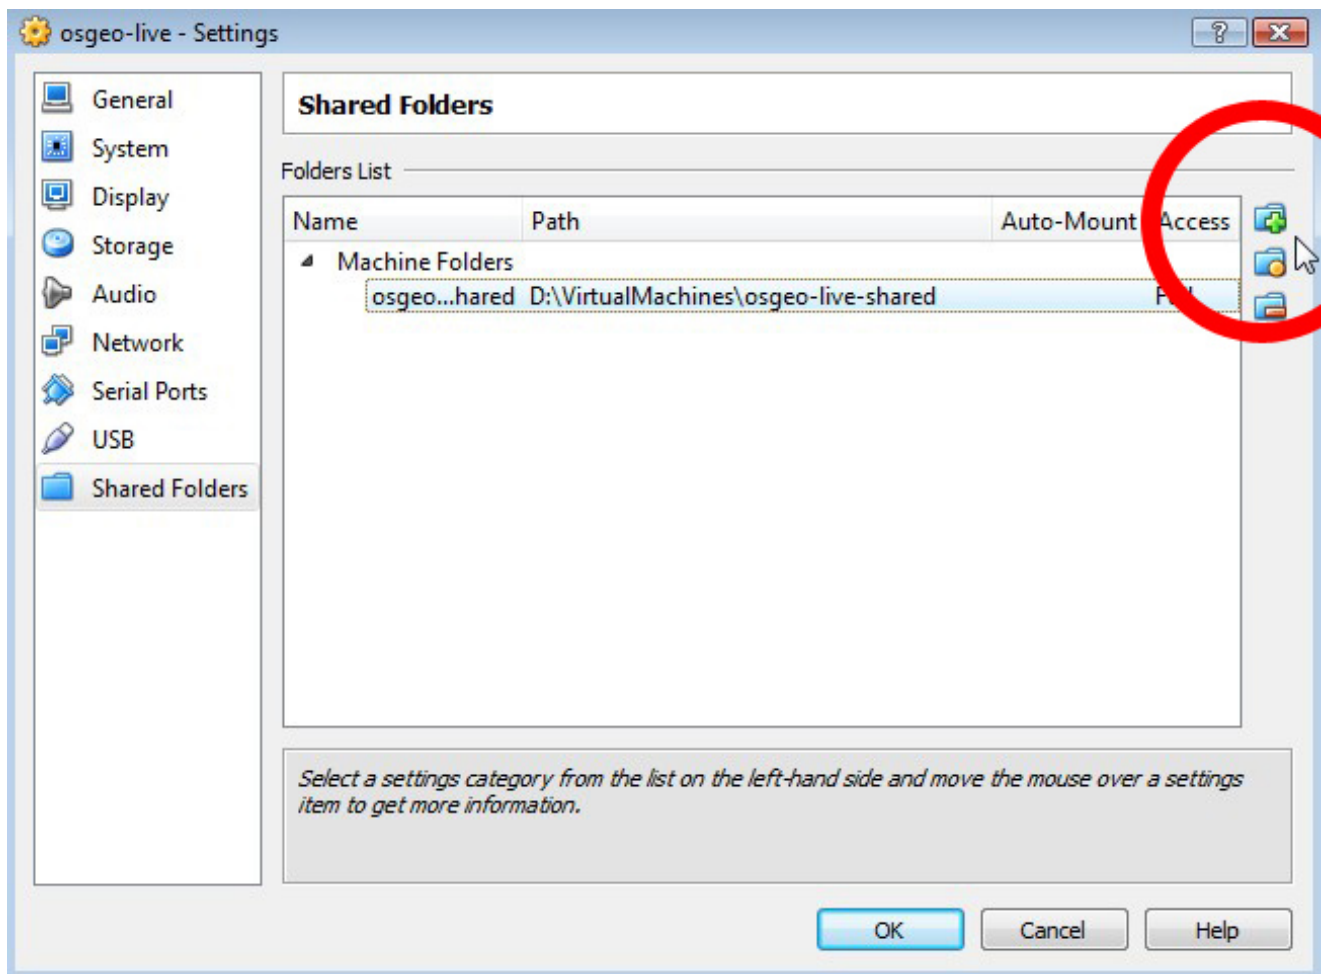 osgeo-live - Settings
General
System
Display
Storage
Audio
Network
Serial Ports
USB
Shared Folders
Shared Folders
Folders List
Name Path Auto-Mount Access
Machine Folders
osgeo...hared D:\VirtualMachines\osgeo-live-shared
Select a settings category from the list on the left-hand side and move the mouse over a settings
item to get more information.
OK Cancel Help